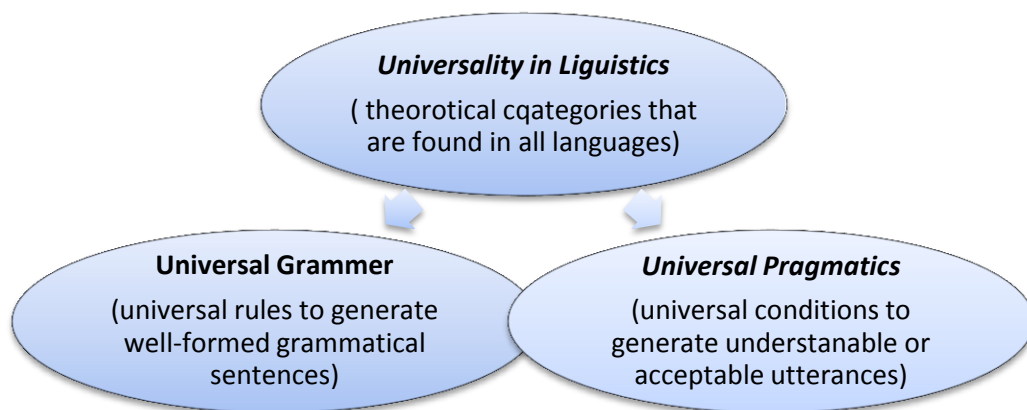 Universality in Liguistics
( theorotical cqategories that
are found in all languages)
Universal Grammer
(universal rules to generate
well-formed grammatical
sentences)
Universal Pragmatics
(universal conditions to
generate understanable or
acceptable utterances)